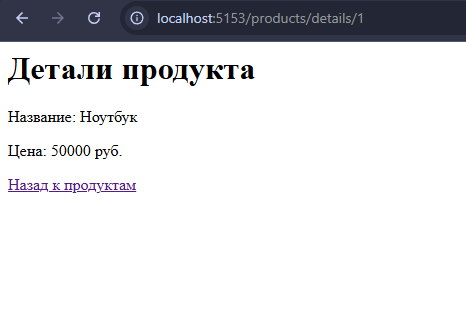 localhost:5153/products/details/1
Детали продукта
Название: Ноутбук
Цена: 50000 руб.
Назад к продуктам